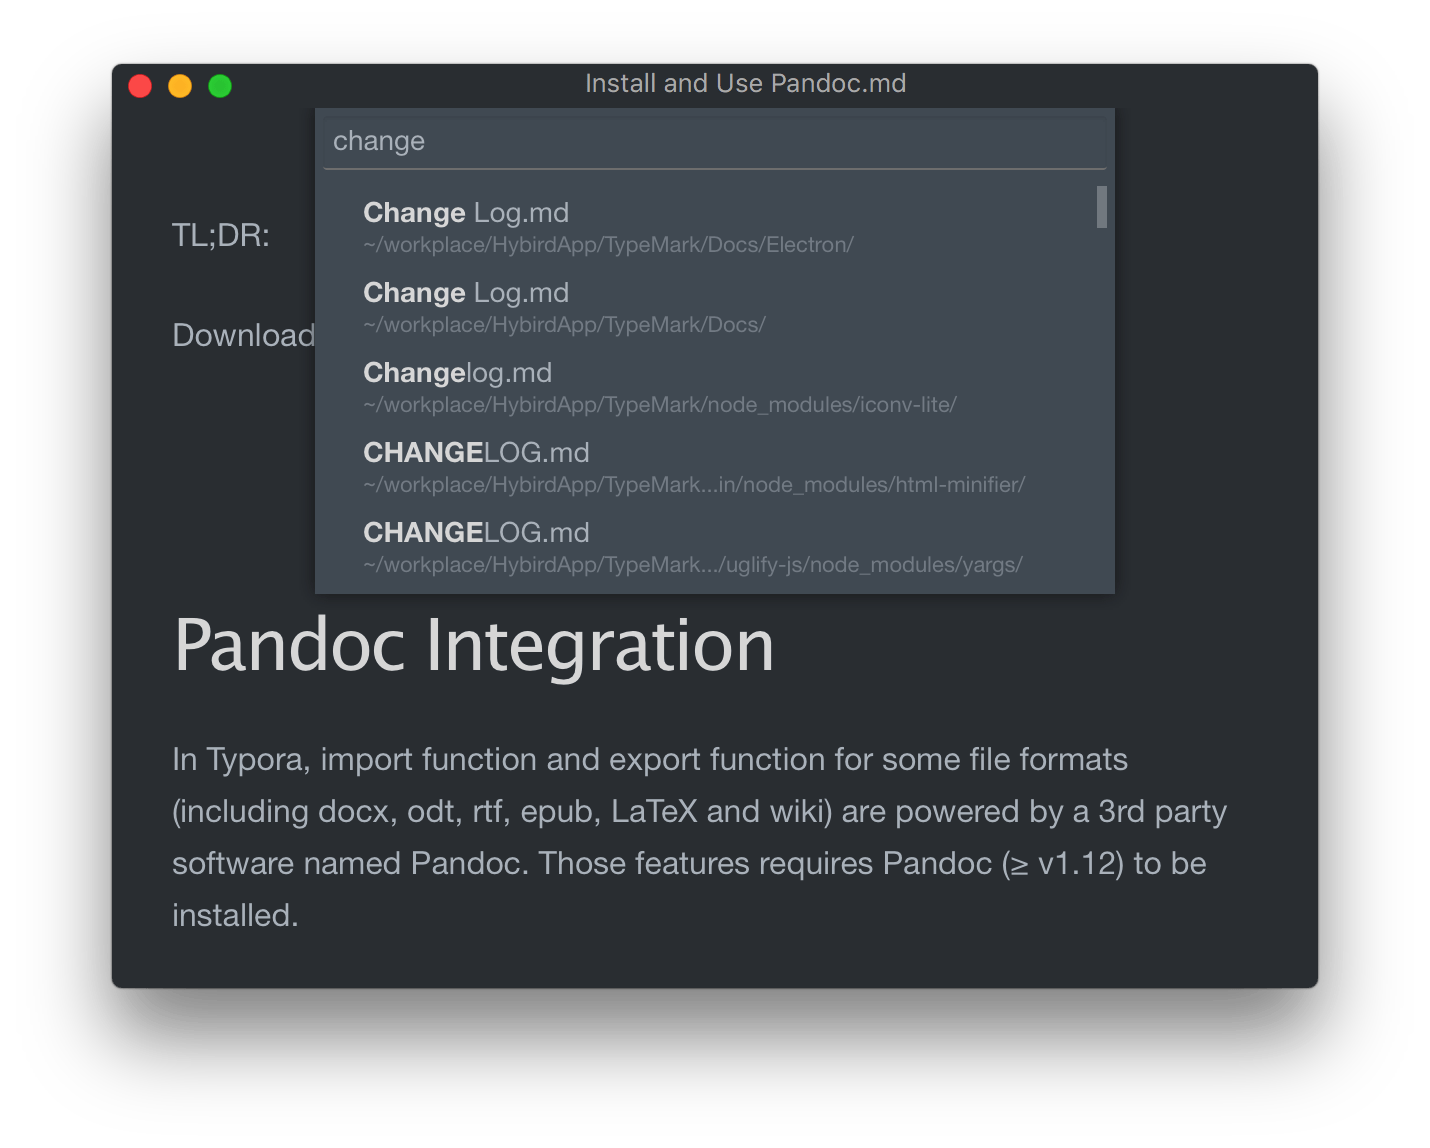 Install and Use Pandoc.md
change
Change Log.md
~/workplace/HybirdApp/TypeMark/Docs/Electron/
Change Log.md
~/workplace/HybirdApp/TypeMark/Docs/
Changelog.md
~/workplace/HybirdApp/TypeMark/node_modules/iconv-lite/
CHANGELOG.md
~/workplace/HybirdApp/TypeMark...in/node_modules/html-minifier/
CHANGELOG.md
~/workplace/HybirdApp/TypeMark.../uglify-js/node_modules/yargs/
TL;DR:
Download
Pandoc Integration
In Typora, import function and export function for some file formats
(including docx, odt, rtf, epub, LaTeX and wiki) are powered by a 3rd party
software named Pandoc. Those features requires Pandoc (≥ v1.12) to be
installed.